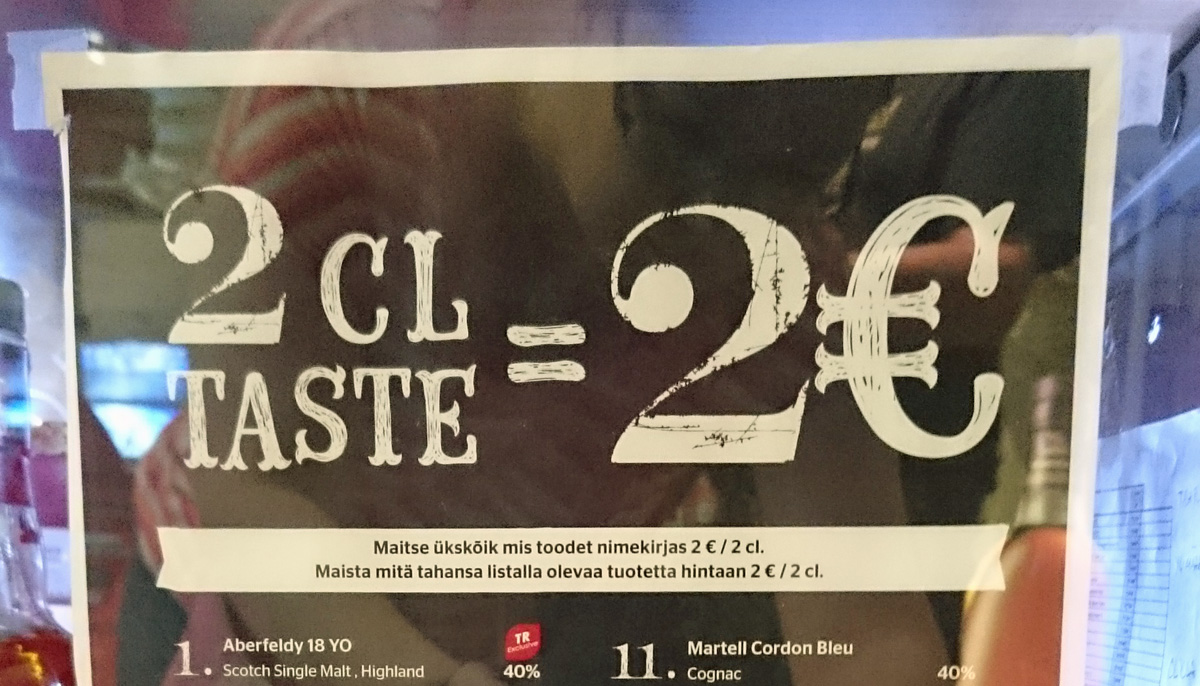 2 CL
TASTE
= 2€
Maitse ükskõik mis toodet nimekirjas 2 € / 2 cl.
Maista mitä tahansa listalla olevaa tuotetta hintaan 2 € / 2 cl.
1. Aberfeldy 18 YO
Scotch Single Malt , Highland
TR
Exclusive
40%
11. Martell Cordon Bleu
Cognac
40%